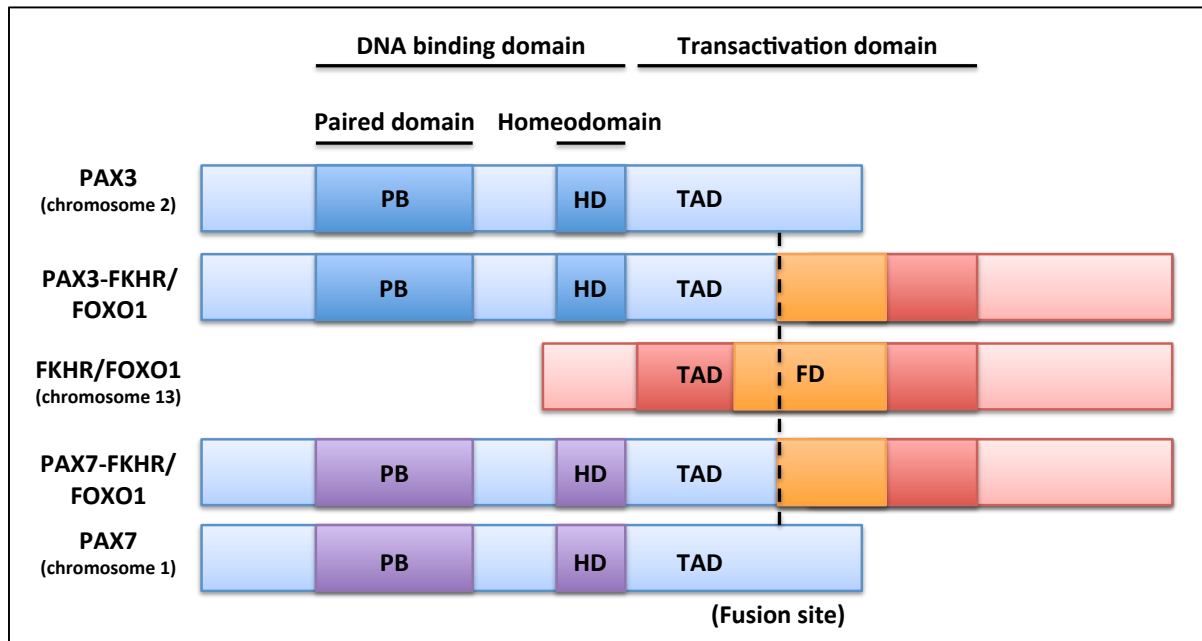 DNA binding domain
Transactivation domain
Paired domain
Homeodomain
PAX3
(chromosome 2)
PB
HD
TAD
PAX3-FKHR/
FOXO1
PB
HD
TAD
FKHR/FOXO1
(chromosome 13)
TAD
FD
PAX7-FKHR/
FOXO1
PB
HD
TAD
PAX7
(chromosome 1)
PB
HD
TAD
(Fusion site)